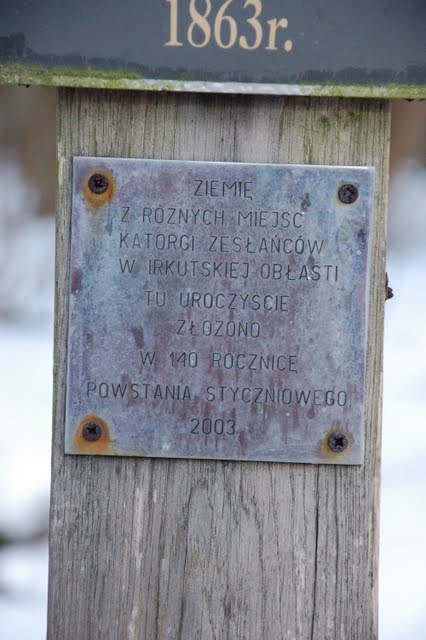 1863r.
ZIEMIĘ
Z RÓŻNYCH MIEJSC
KATORGI ZESŁAŃCÓW
W IRKUTSKIEJ OBŁASTI
TU UROCZYŚCIE
ZŁOŻONO
W 140 ROCZNICĘ
POWSTANIA STYCZNIOWEGO
2003